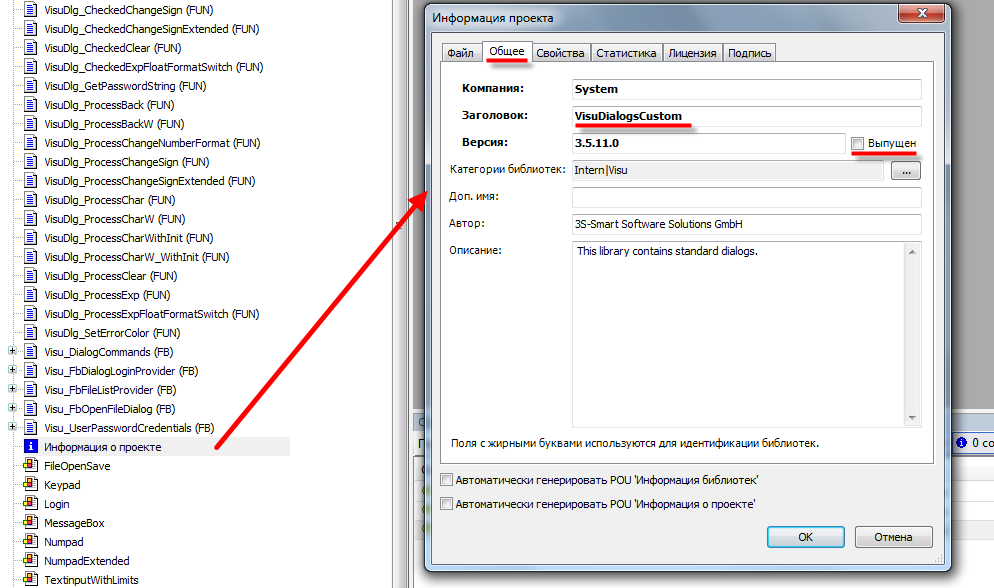 VisuDlg_CheckedChangeSign (FUN)
VisuDlg_CheckedChangeSignExtended (FUN)
VisuDlg_CheckedClear (FUN)
VisuDlg_CheckedExpFloatFormatSwitch (FUN)
VisuDlg_GetPasswordString (FUN)
VisuDlg_ProcessBack (FUN)
VisuDlg_ProcessBackW (FUN)
VisuDlg_ProcessChangeNumberFormat (FUN)
VisuDlg_ProcessChangeSign (FUN)
VisuDlg_ProcessChangeSignExtended (FUN)
VisuDlg_ProcessChar (FUN)
VisuDlg_ProcessCharW (FUN)
VisuDlg_ProcessCharWithInit (FUN)
VisuDlg_ProcessCharW_WithInit (FUN)
VisuDlg_ProcessClear (FUN)
VisuDlg_ProcessExp (FUN)
VisuDlg_ProcessExpFloatFormatSwitch (FUN)
VisuDlg_SetErrorColor (FUN)
Visu_DialogCommands (FB)
Visu_FbDialogLoginProvider (FB)
Visu_FbFileListProvider (FB)
Visu_FbOpenFileDialog (FB)
Visu_UserPasswordCredentials (FB)
Информация о проекте
FileOpenSave
Keypad
Login
MessageBox
Numpad
NumpadExtended
TextinputWithLimits
Информация проекта
Файл Общее Свойства Статистика Лицензия Подпись
Компания: System
Заголовок: VisuDialogsCustom
Версия: 3.5.11.0 Выпущен
Категории библиотек: Intern|Visu ...
Доп. имя:
Автор: 3S-Smart Software Solutions GmbH
Описание: This library contains standard dialogs.
Поля с жирными буквами используются для идентификации библиотек.
Автоматически генерировать POU 'Информация библиотек'
Автоматически генерировать POU 'Информация о проекте'
OK Отмена
0 со